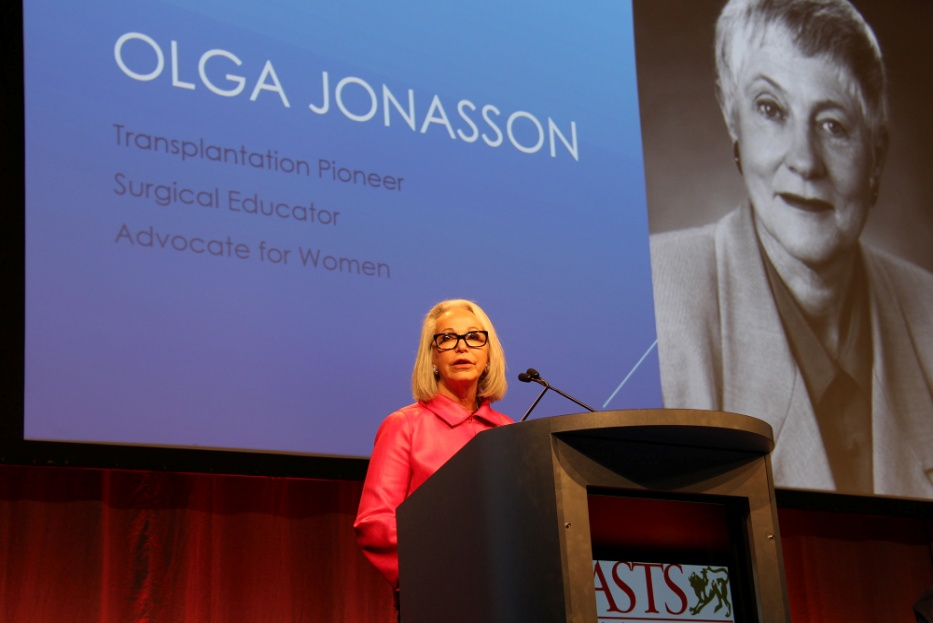 OLGA JONASSON
Transplantation Pioneer
Surgical Educator
Advocate for Women
ASTS